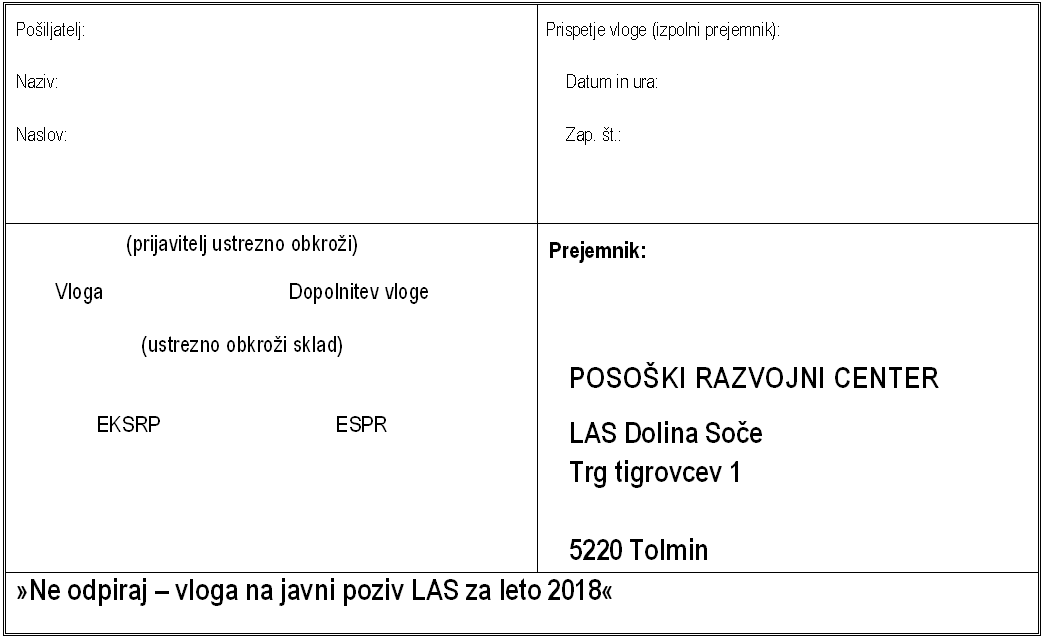 Pošiljatelj:
Naziv:
Naslov:
Prispetje vloge (izpolni prejemnik):
Datum in ura:
Zap. št.:
(prijavitelj ustrezno obkroži)
Vloga Dopolnitev vloge
(ustrezno obkroži sklad)
EKSRP ESPR
Prejemnik:
POSOŠKI RAZVOJNI CENTER
LAS Dolina Soče
Trg tigrovcev 1
5220 Tolmin
»Ne odpiraj – vloga na javni poziv LAS za leto 2018«